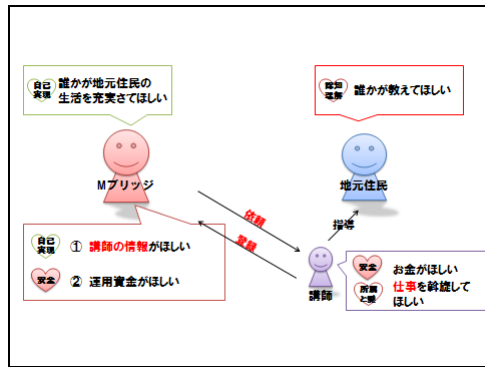 自己
実現
誰かが地元住民の
生活を充実さてほしい
認知
理解
誰かが教えてほしい
Mブリッジ
地元住民
依頼
登録
指導
講師
自己
実現
① 講師の情報がほしい
安全
② 運用資金がほしい
安全
お金がほしい
所属
と愛
仕事を斡旋して
ほしい